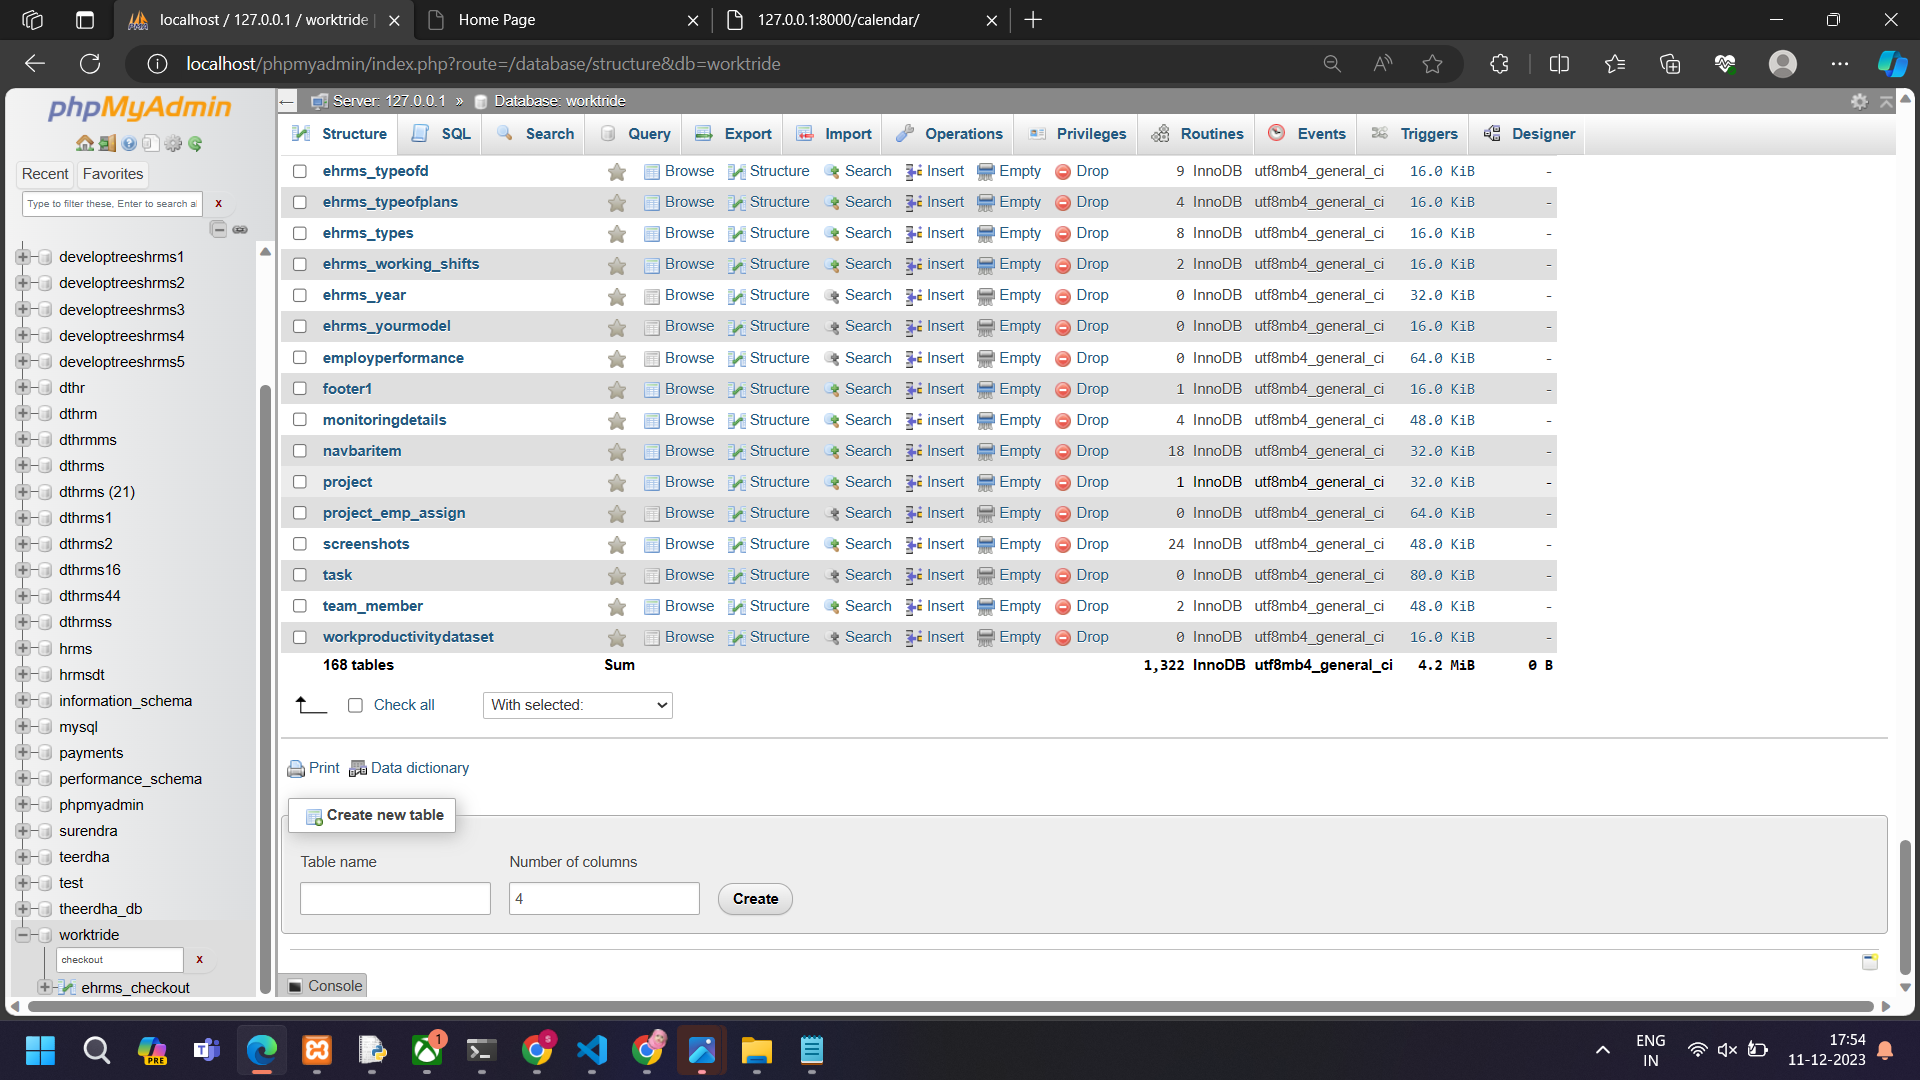 localhost / 127.0.0.1 / worktride |
Home Page
127.0.0.1:8000/calendar/
localhost/phpmyadmin/index.php?route=/database/structure&db=worktride
phpMyAdmin
Recent
Favorites
Type to filter these, Enter to search al
x
developtreeshrms1
developtreeshrms2
developtreeshrms3
developtreeshrms4
developtreeshrms5
dthr
dthrm
dthrmms
dthrms
dthrms (21)
dthrms1
dthrms2
dthrms16
dthrms44
dthrmss
hrms
hrmsdt
information_schema
mysql
payments
performance_schema
phpmyadmin
surendra
teerdha
test
theerdha_db
worktride
checkout x
ehrms_checkout
Server: 127.0.0.1 » Database: worktride
Structure SQL Search Query Export Import Operations Privileges Routines Events Triggers Designer
ehrms_typeofd Browse Structure Search Insert Empty Drop 9 InnoDB utf8mb4_general_ci 16.0 KiB -
ehrms_typeofplans Browse Structure Search Insert Empty Drop 4 InnoDB utf8mb4_general_ci 16.0 KiB -
ehrms_types Browse Structure Search Insert Empty Drop 8 InnoDB utf8mb4_general_ci 16.0 KiB -
ehrms_working_shifts Browse Structure Search Insert Empty Drop 2 InnoDB utf8mb4_general_ci 16.0 KiB -
ehrms_year Browse Structure Search Insert Empty Drop 0 InnoDB utf8mb4_general_ci 32.0 KiB -
ehrms_yourmodel Browse Structure Search Insert Empty Drop 0 InnoDB utf8mb4_general_ci 16.0 KiB -
employperformance Browse Structure Search Insert Empty Drop 0 InnoDB utf8mb4_general_ci 64.0 KiB -
footer1 Browse Structure Search Insert Empty Drop 1 InnoDB utf8mb4_general_ci 16.0 KiB -
monitoringdetails Browse Structure Search Insert Empty Drop 4 InnoDB utf8mb4_general_ci 48.0 KiB -
navbaritem Browse Structure Search Insert Empty Drop 18 InnoDB utf8mb4_general_ci 32.0 KiB -
project Browse Structure Search Insert Empty Drop 1 InnoDB utf8mb4_general_ci 32.0 KiB -
project_emp_assign Browse Structure Search Insert Empty Drop 0 InnoDB utf8mb4_general_ci 64.0 KiB -
screenshots Browse Structure Search Insert Empty Drop 24 InnoDB utf8mb4_general_ci 48.0 KiB -
task Browse Structure Search Insert Empty Drop 0 InnoDB utf8mb4_general_ci 80.0 KiB -
team_member Browse Structure Search Insert Empty Drop 2 InnoDB utf8mb4_general_ci 48.0 KiB -
workproductivitydataset Browse Structure Search Insert Empty Drop 0 InnoDB utf8mb4_general_ci 16.0 KiB -
168 tables Sum 1,322 InnoDB utf8mb4_general_ci 4.2 MiB 0 B
Check all With selected:
Print Data dictionary
Create new table
Table name Number of columns
4 Create
Console
PRE
1
$
ENG
IN
17:54
11-12-2023